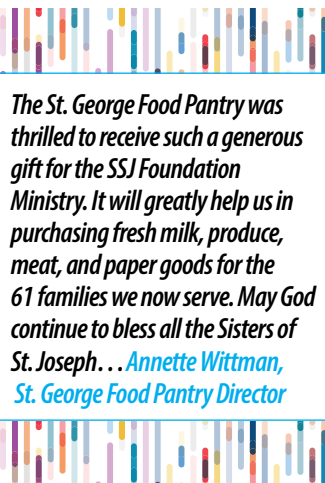 The St. George Food Pantry was
thrilled to receive such a generous
gift for the SSJ Foundation
Ministry. It will greatly help us in
purchasing fresh milk, produce,
meat, and paper goods for the
61 families we now serve. May God
continue to bless all the Sisters of
St. Joseph... Annette Wittman,
St. George Food Pantry Director